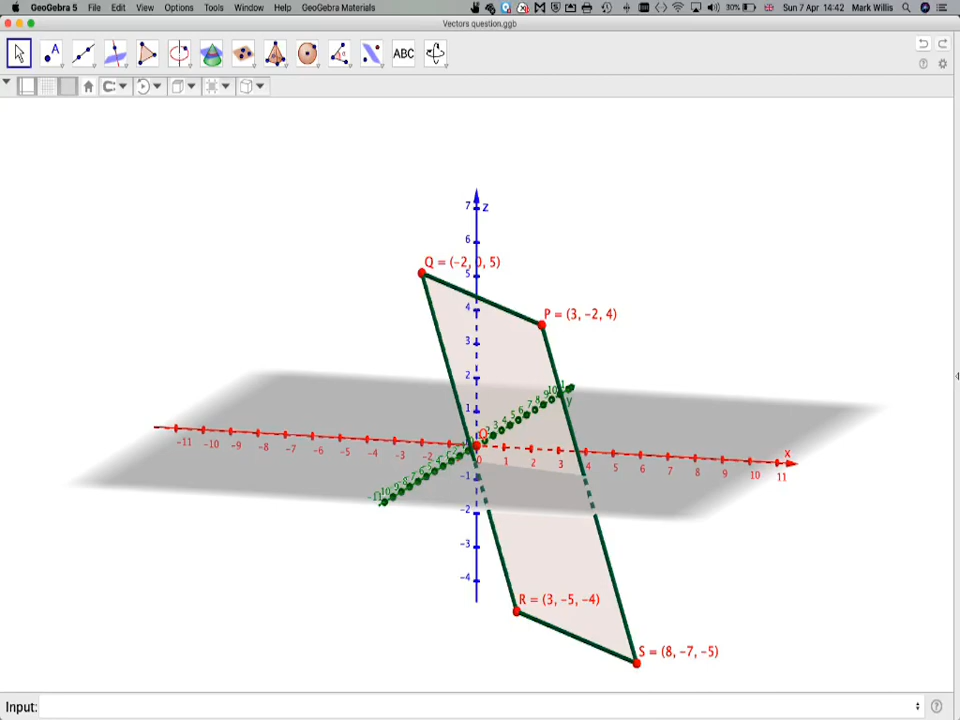 GeoGebra 5 File Edit View Options Tools Window Help GeoGebra Materials 30% Sun 7 Apr 14:42 Mark Willis
Vectors question.ggb
A ABC
7 z
6
Q = (-2, 0, 5)
5
4
P = (3, -2, 4)
3
2
1
y
-11 -10 -9 -8 -7 -6 -5 -4 -3 -2 0 1 2 3 4 5 6 7 8 9 10 11 x
O
-1
-2
-3
-4
R = (3, -5, -4)
S = (8, -7, -5)
Input: